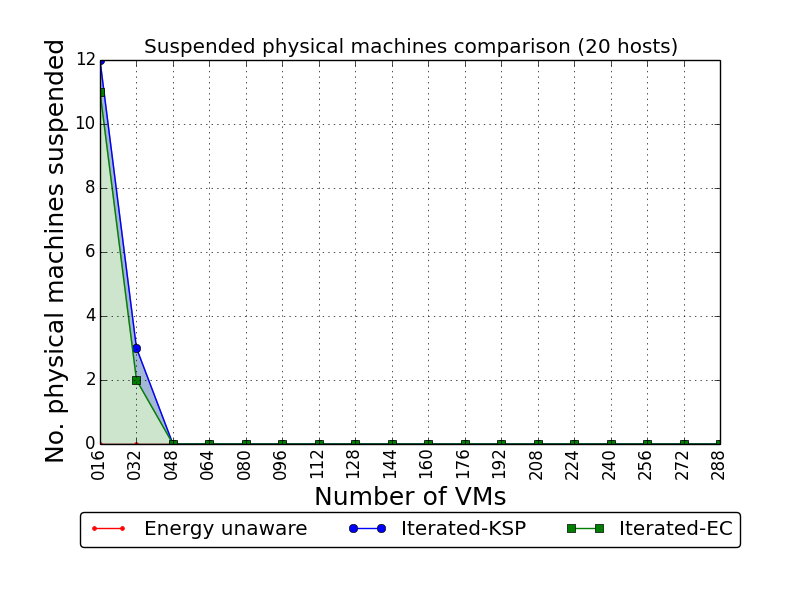 Suspended physical machines comparison (20 hosts)
No. physical machines suspended
12
10
8
6
4
2
0
016 032 048 064 080 096 112 128 144 160 176 192 208 224 240 256 272 288
Number of VMs
Energy unaware Iterated-KSP Iterated-EC